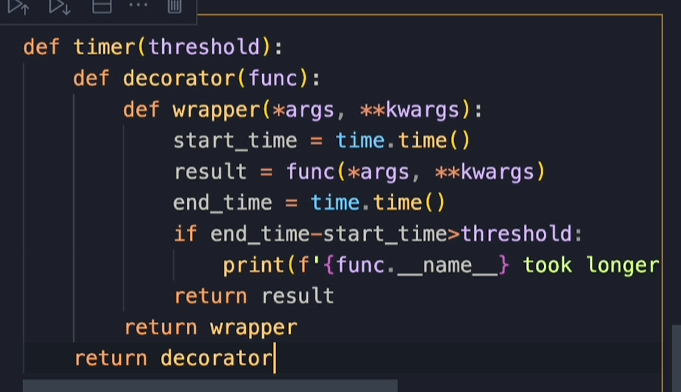 def timer(threshold):
    def decorator(func):
        def wrapper(*args, **kwargs):
            start_time = time.time()
            result = func(*args, **kwargs)
            end_time = time.time()
            if end_time-start_time>threshold:
                print(f'{func.__name__} took longer
            return result
        return wrapper
    return decorator